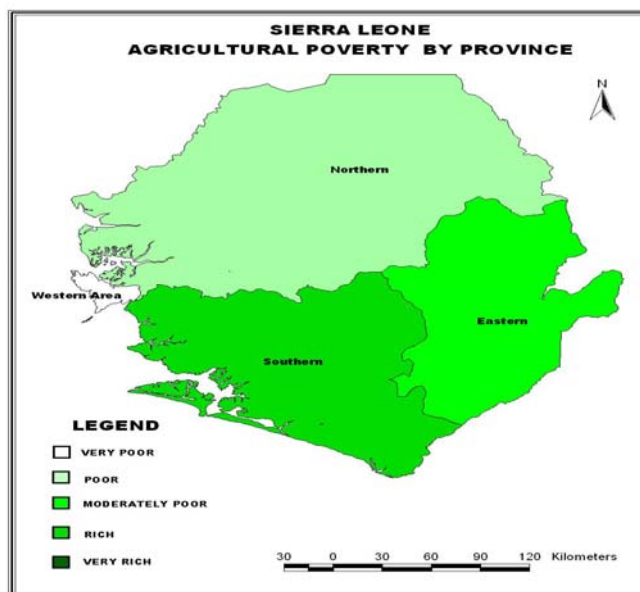 SIERRA LEONE
AGRICULTURAL POVERTY BY PROVINCE
N
Northern
Western Area
Eastern
Southern
LEGEND
VERY POOR
POOR
MODERATELY POOR
RICH
VERY RICH
30 0 30 60 90 120 Kilometers